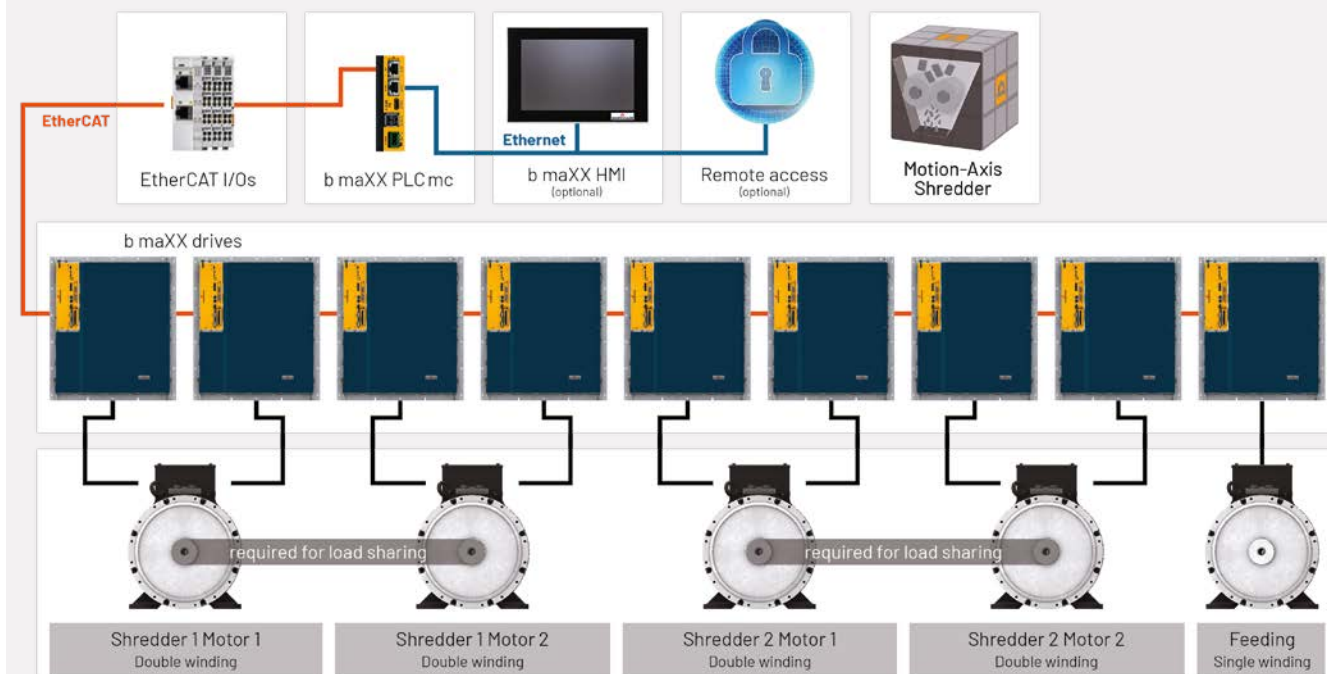 EtherCAT
EtherCAT I/Os
b maXX PLC mc
Ethernet
b maXX HMI
(optional)
Remote access
(optional)
Motion-Axis
Shredder
b maXX drives
required for load sharing
required for load sharing
Shredder 1 Motor 1
Double winding
Shredder 1 Motor 2
Double winding
Shredder 2 Motor 1
Double winding
Shredder 2 Motor 2
Double winding
Feeding
Single winding